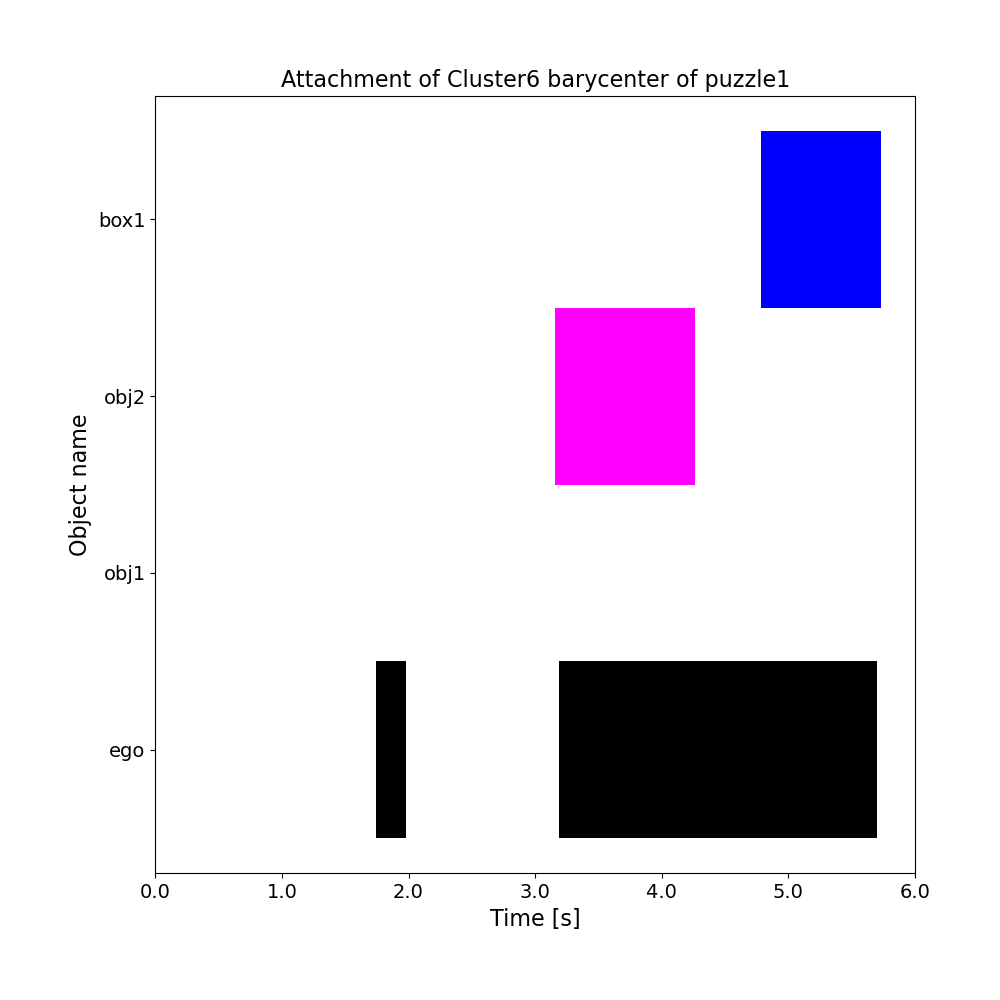 Attachment of Cluster6 barycenter of puzzle1
box1
obj2
obj1
ego
Object name
0.0 1.0 2.0 3.0 4.0 5.0 6.0
Time [s]